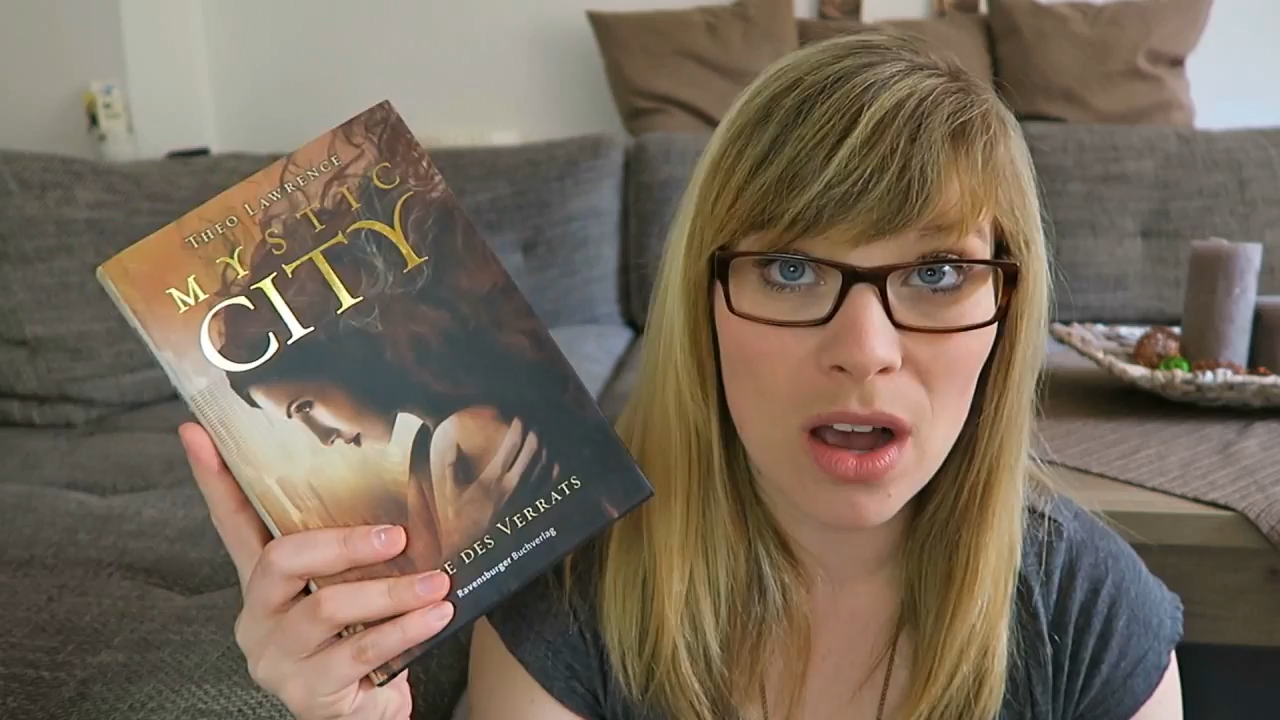 THEO LAWRENCE
MYSTIC
CITY
DES VERRATS
Ravensburger Buchverlag